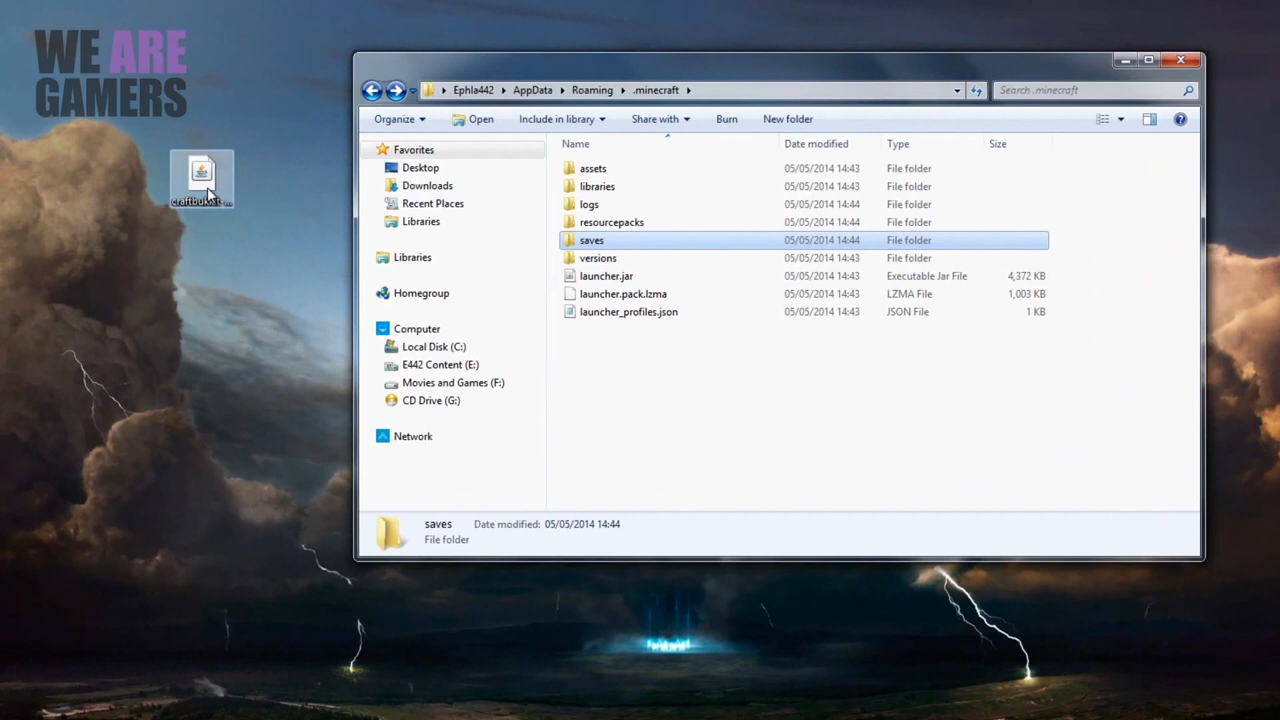 WE ARE
GAMERS
craftbukkit-...
Ephla442 AppData Roaming .minecraft
Search .minecraft
Organize Open Include in library Share with Burn New folder
Name Date modified Type Size
Favorites
Desktop
Downloads
Recent Places
Libraries
Libraries
Homegroup
Computer
Local Disk (C:)
E442 Content (E:)
Movies and Games (F:)
CD Drive (G:)
Network
assets 05/05/2014 14:43 File folder
libraries 05/05/2014 14:43 File folder
logs 05/05/2014 14:44 File folder
resourcepacks 05/05/2014 14:44 File folder
saves 05/05/2014 14:44 File folder
versions 05/05/2014 14:43 File folder
launcher.jar 05/05/2014 14:43 Executable Jar File 4,372 KB
launcher.pack.lzma 05/05/2014 14:43 LZMA File 1,003 KB
launcher_profiles.json 05/05/2014 14:43 JSON File 1 KB
saves Date modified: 05/05/2014 14:44
File folder